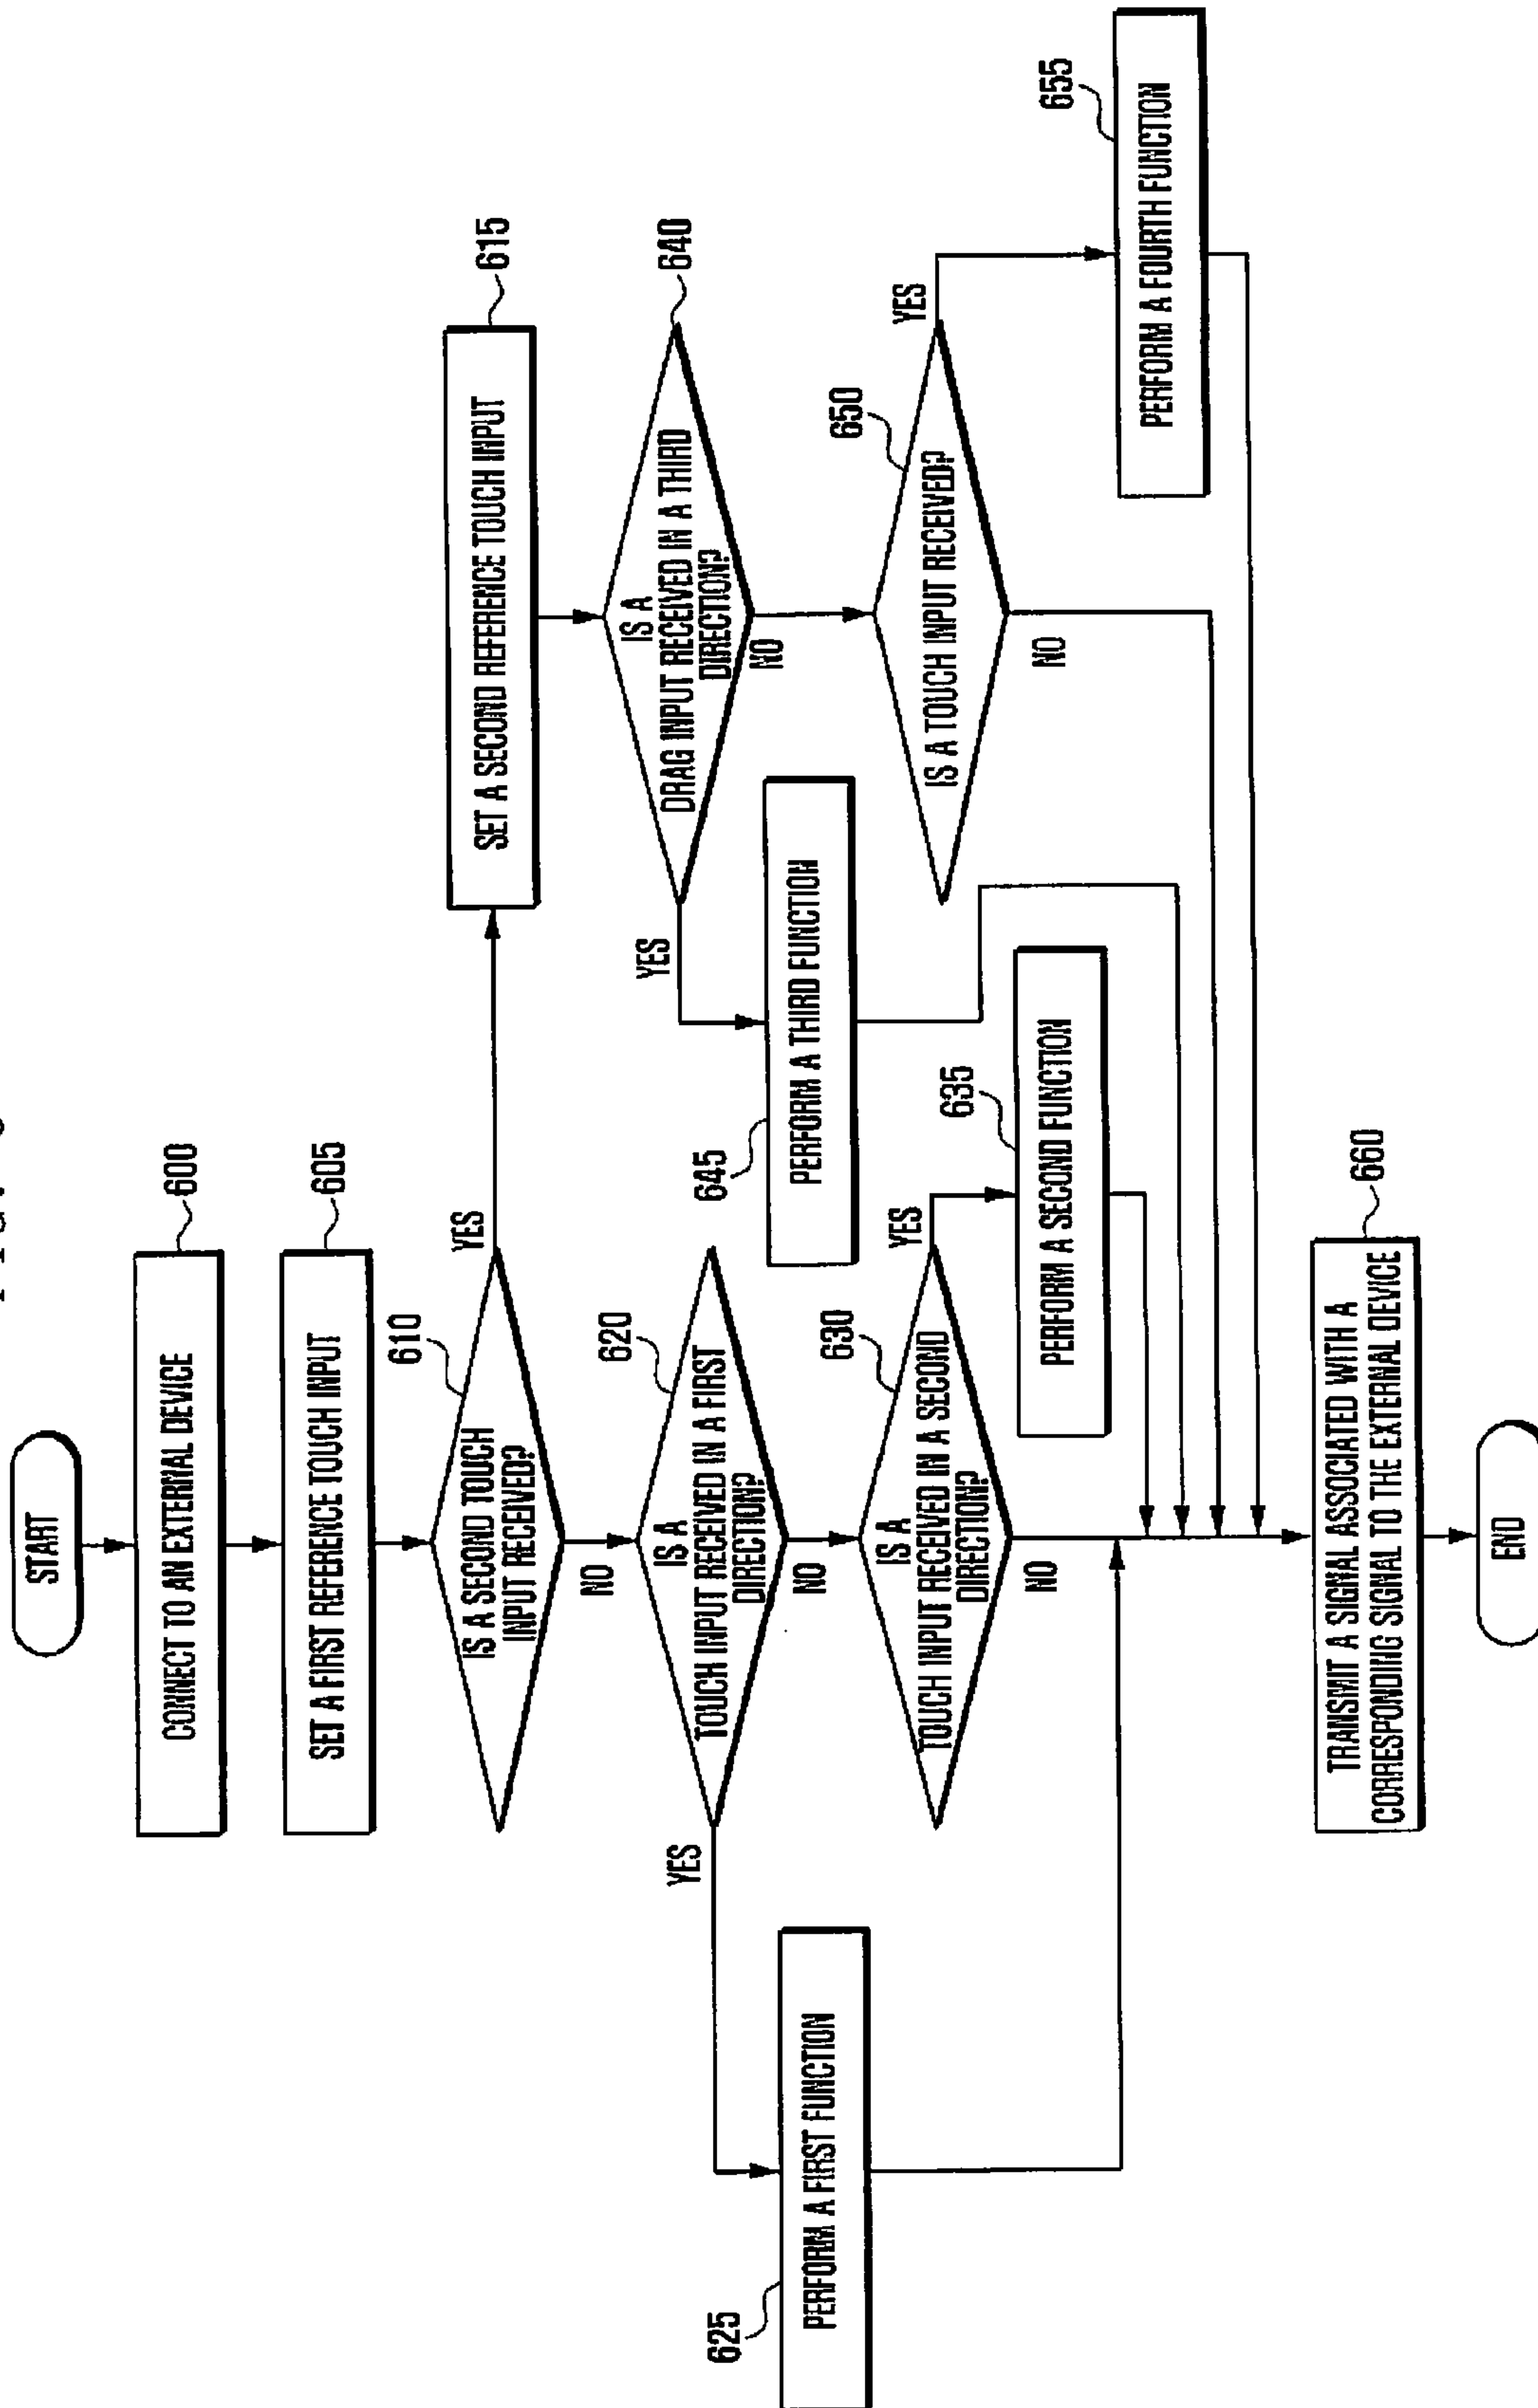 START
CONNECT TO AN EXTERNAL DEVICE
600
SET A FIRST REFERENCE TOUCH INPUT
605
610
IS A SECOND TOUCH
INPUT RECEIVED?
YES
NO
SET A SECOND REFERENCE TOUCH INPUT
615
620
IS A
TOUCH INPUT RECEIVED IN A FIRST
DIRECTION?
YES
NO
625
PERFORM A FIRST FUNCTION
630
IS A
TOUCH INPUT RECEIVED IN A SECOND
DIRECTION?
YES
NO
635
PERFORM A SECOND FUNCTION
640
IS A
DRAG INPUT RECEIVED IN A THIRD
DIRECTION?
YES
NO
645
PERFORM A THIRD FUNCTION
650
IS A TOUCH INPUT RECEIVED?
YES
NO
655
PERFORM A FOURTH FUNCTION
660
TRANSMIT A SIGNAL ASSOCIATED WITH A
CORRESPONDING SIGNAL TO THE EXTERNAL DEVICE
END